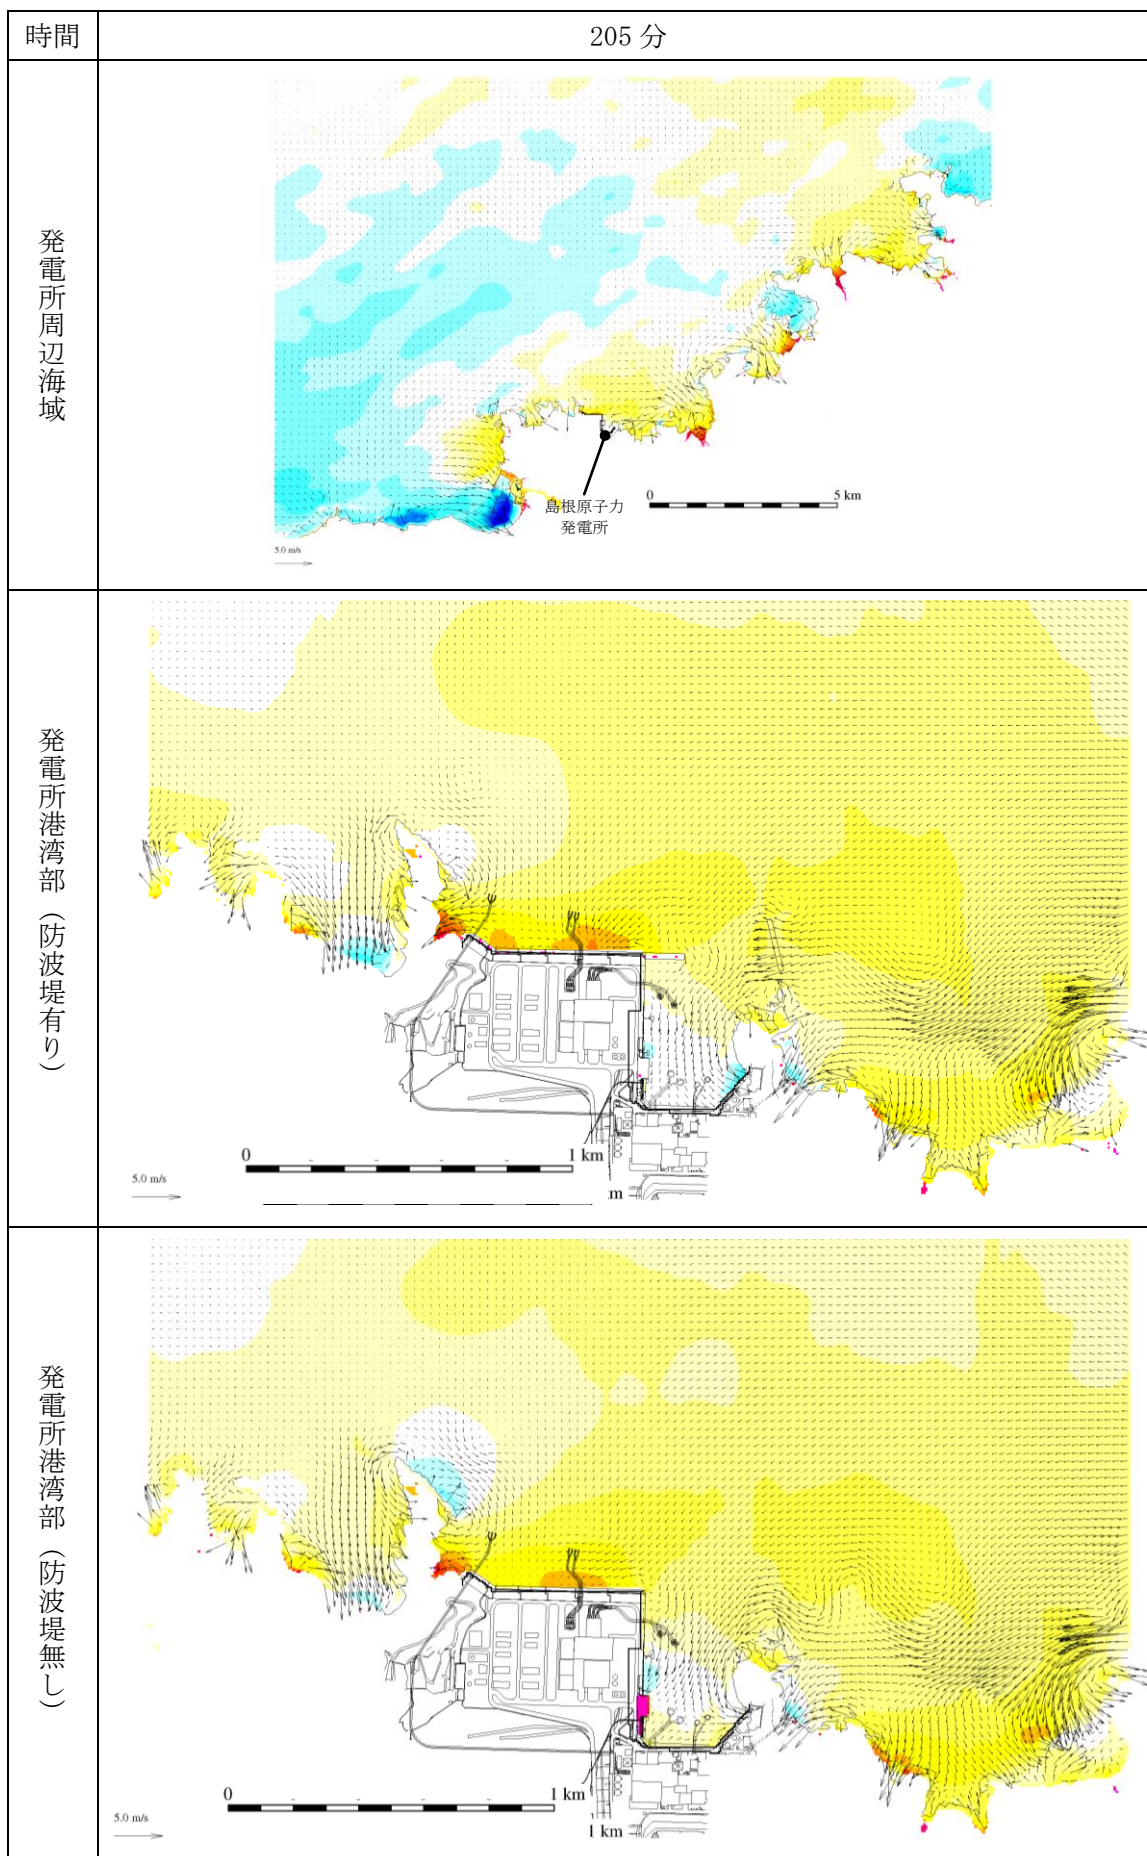 時間
205 分
発電所周辺海域
島根原子力
発電所
0
5 km
5.0 m/s
発電所港湾部（防波堤有り）
0
1 km
5.0 m/s
発電所港湾部（防波堤無し）
0
1 km
5.0 m/s
1 km